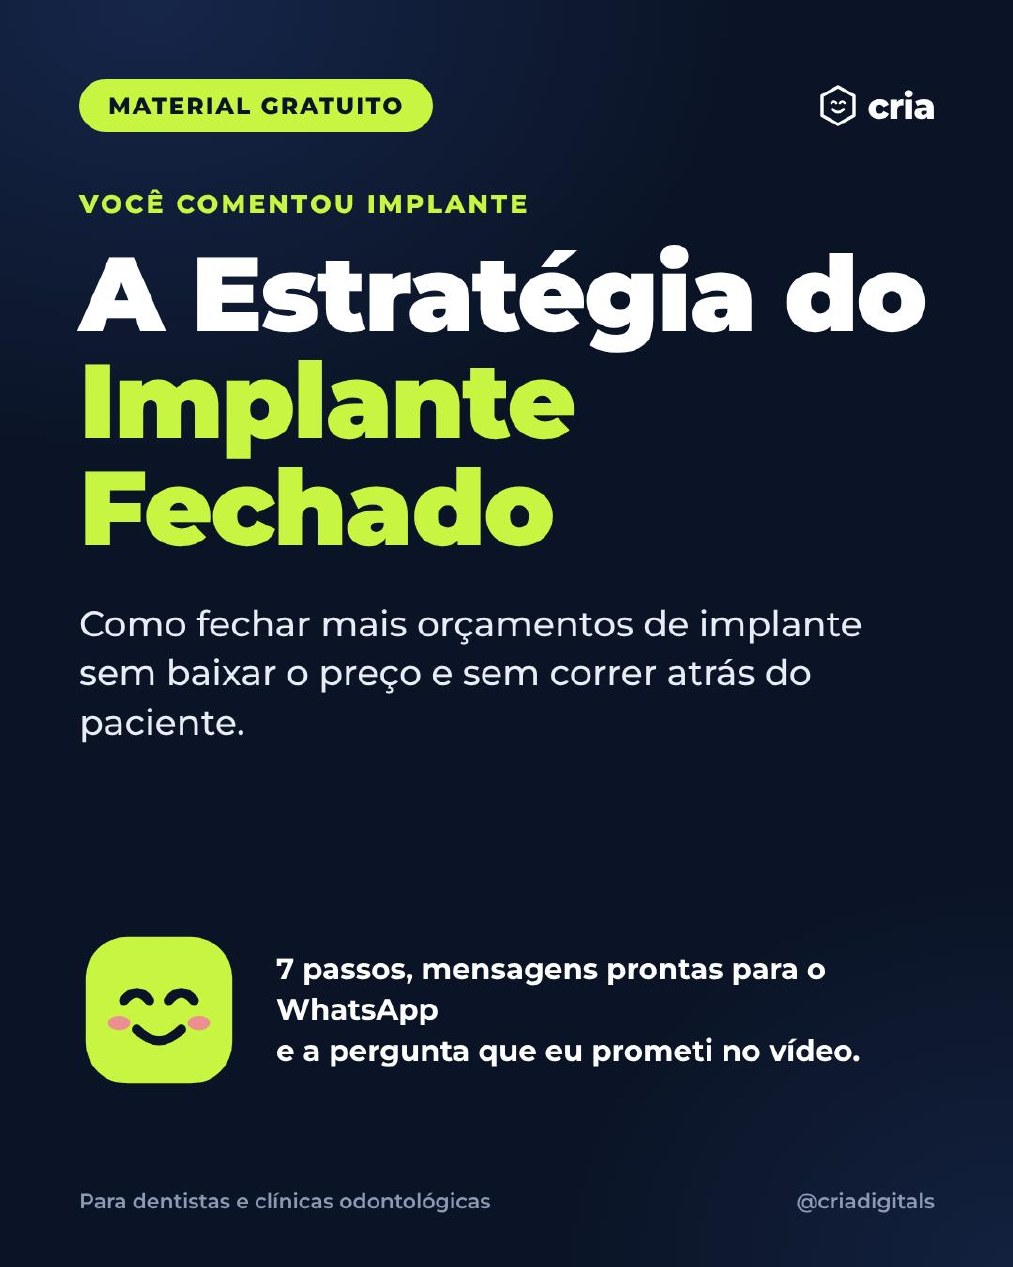 MATERIAL GRATUITO
cria
VOCÊ COMENTOU IMPLANTE
A Estratégia do
Implante
Fechado
Como fechar mais orçamentos de implante
sem baixar o preço e sem correr atrás do
paciente.
7 passos, mensagens prontas para o
WhatsApp
e a pergunta que eu prometi no vídeo.
Para dentistas e clínicas odontológicas
@criadigitals